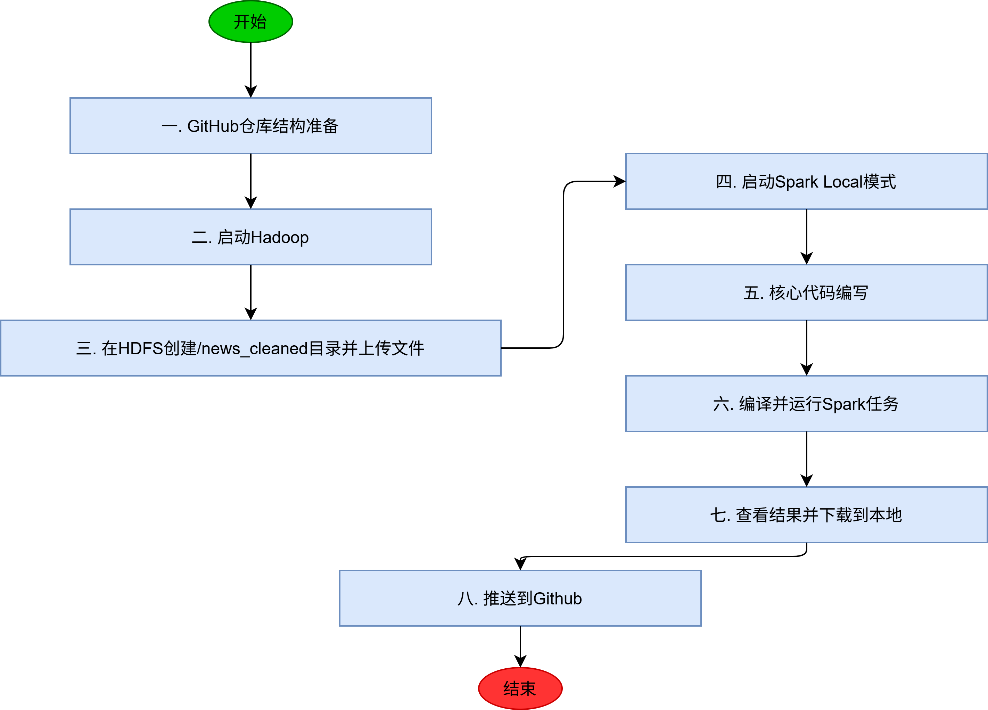 开始
一. GitHub仓库结构准备
二. 启动Hadoop
三. 在HDFS创建/news_cleaned目录并上传文件
四. 启动Spark Local模式
五. 核心代码编写
六. 编译并运行Spark任务
七. 查看结果并下载到本地
八. 推送到Github
结束